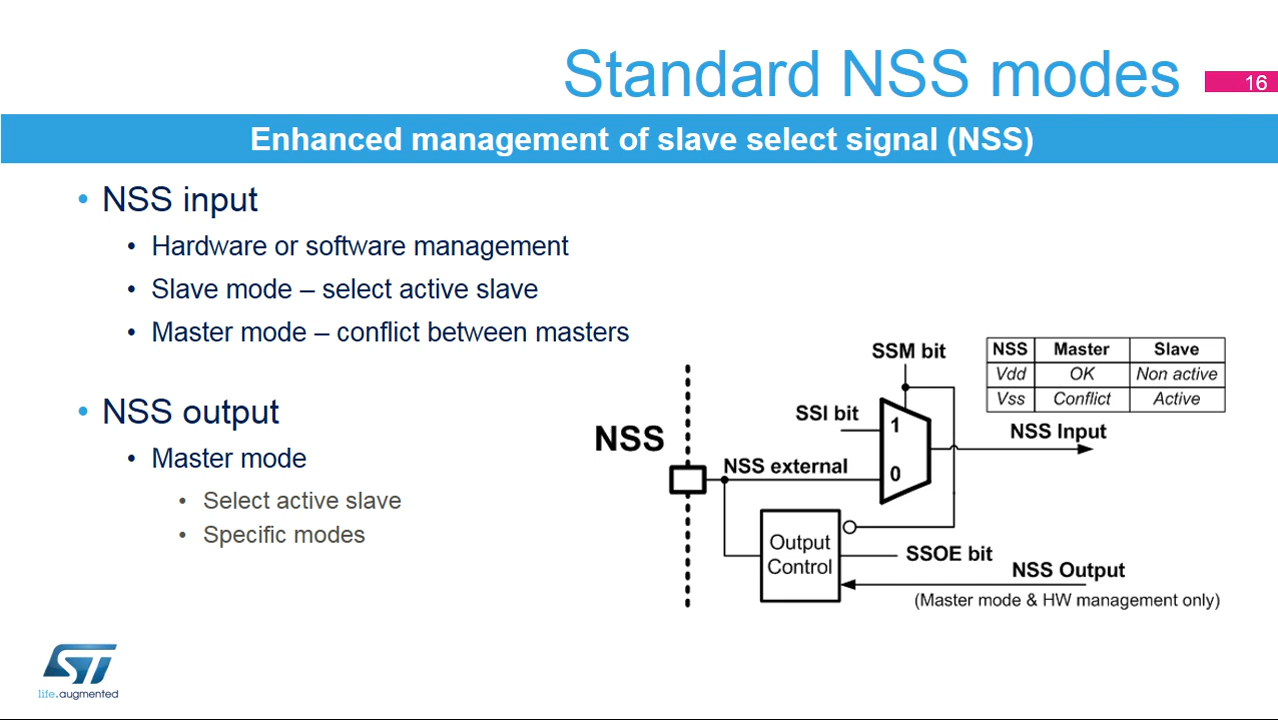 Standard NSS modes
16
Enhanced management of slave select signal (NSS)
• NSS input
• Hardware or software management
• Slave mode – select active slave
• Master mode – conflict between masters
• NSS output
• Master mode
• Select active slave
• Specific modes
SSM bit
NSS Master Slave
Vdd OK Non active
Vss Conflict Active
SSI bit
1
NSS Input
NSS
NSS external
0
Output
Control
SSOE bit
NSS Output
(Master mode & HW management only)
ST
life.augmented